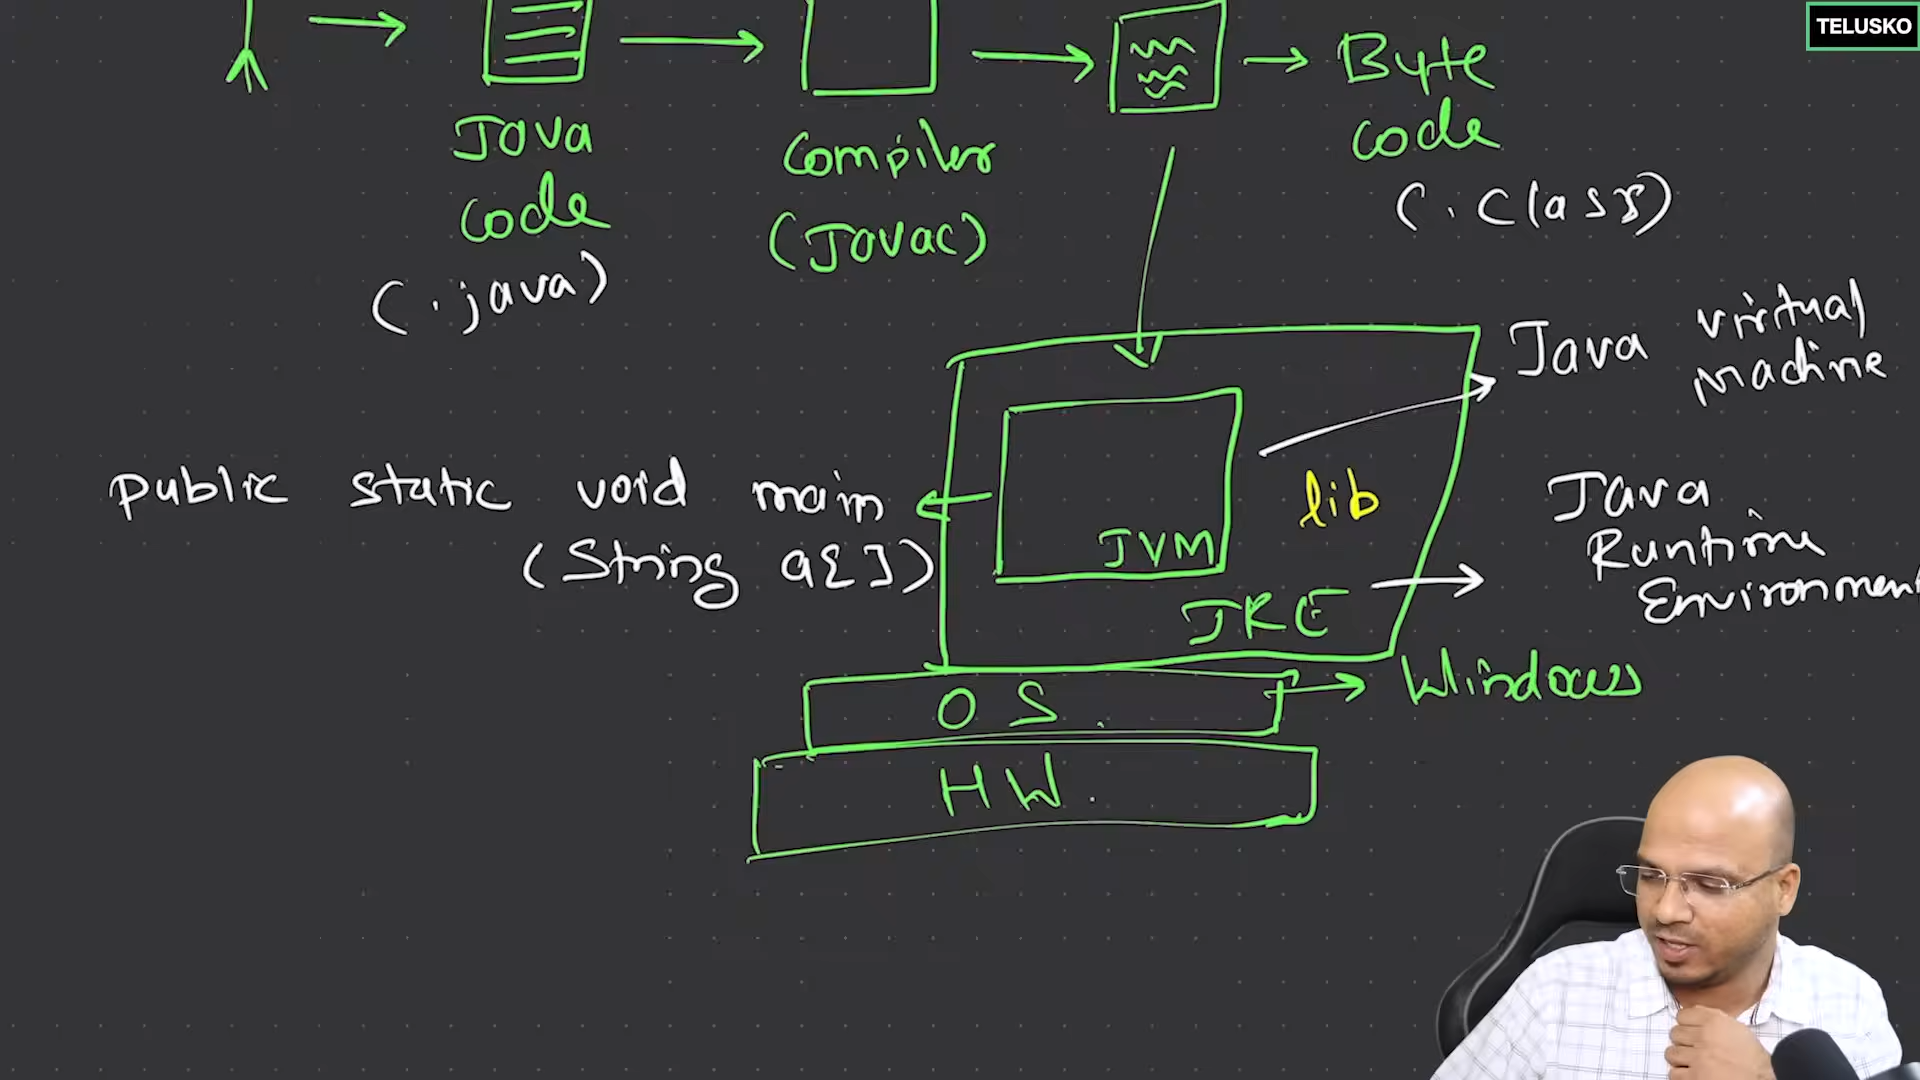 TELUSKO
Java
code
(.java)
Compiler
(Javac)
Byte
code
(.class)
Java virtual
Machine
public static void main
(String a[])
lib
JVM
JRE
Java
Runtime
Environment
OS.
Windows
HW.